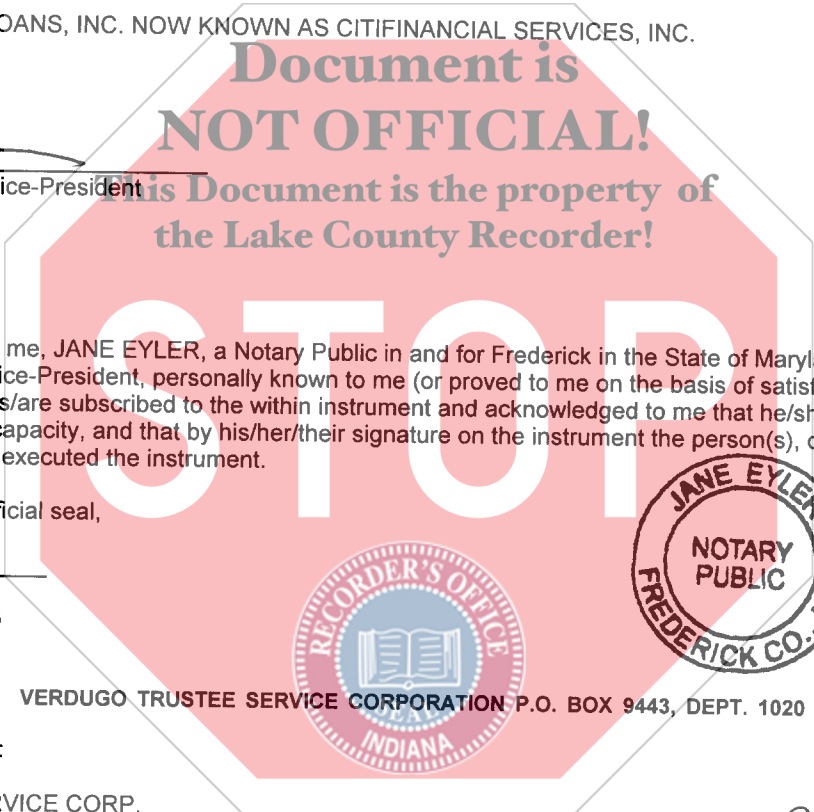 OANS, INC. NOW KNOWN AS CITIFINANCIAL SERVICES, INC.
Document is
NOT OFFICIAL!
ice-President
This Document is the property of
the Lake County Recorder!
STOP
me, JANE EYLER, a Notary Public in and for Frederick in the State of Maryl
ice-President, personally known to me (or proved to me on the basis of satisf
s/are subscribed to the within instrument and acknowledged to me that he/sh
capacity, and that by his/her/their signature on the instrument the person(s), o
executed the instrument.
ficial seal,
JANE EYLER
NOTARY
PUBLIC
FREDERICK CO.,
RECORDER'S OFFICE
SEAL
INDIANA
VERDUGO TRUSTEE SERVICE CORPORATION P.O. BOX 9443, DEPT. 1020
:
RVICE CORP.